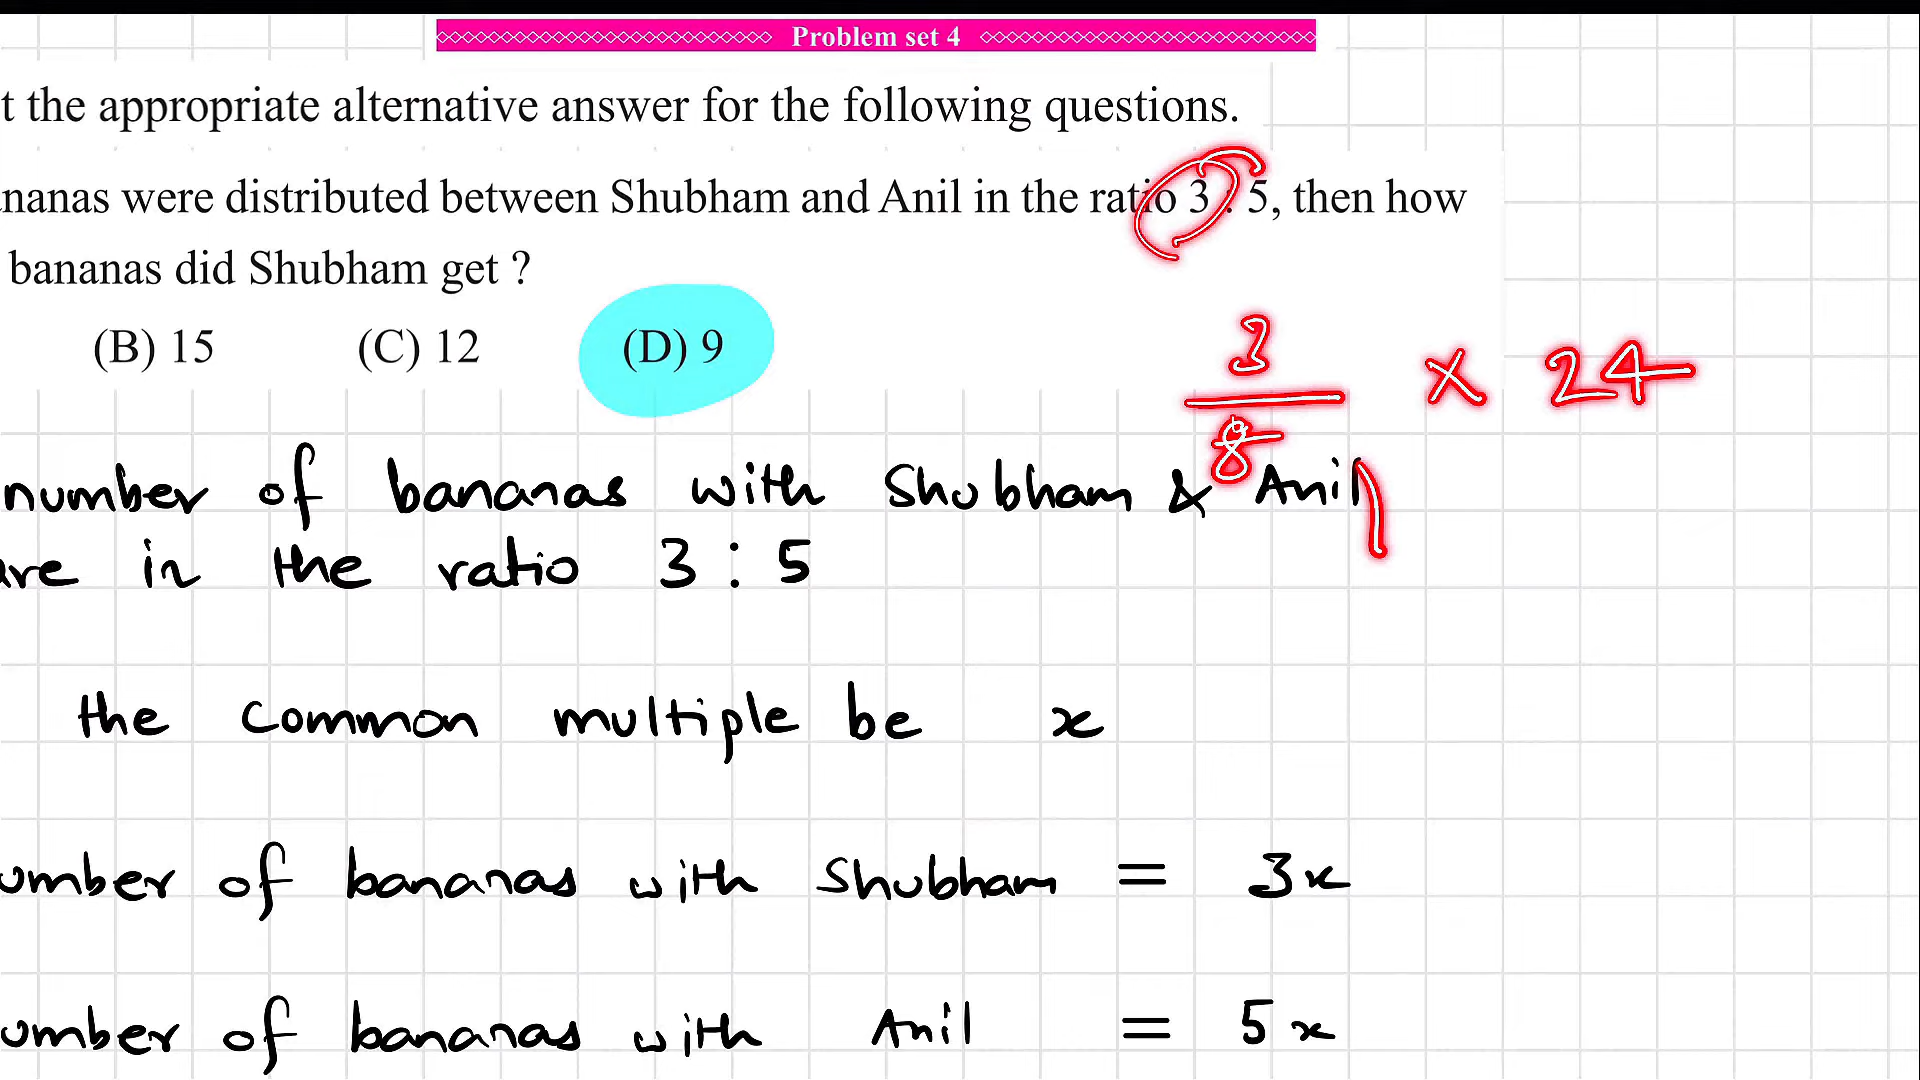 Problem set 4
t the appropriate alternative answer for the following questions.
nanas were distributed between Shubham and Anil in the ratio 3 : 5, then how
bananas did Shubham get ?
(B) 15 (C) 12 (D) 9
3/8 × 24
number of bananas with Shubham & Anil
are in the ratio 3 : 5
the common multiple be x
umber of bananas with Shubham = 3x
umber of bananas with Anil = 5x